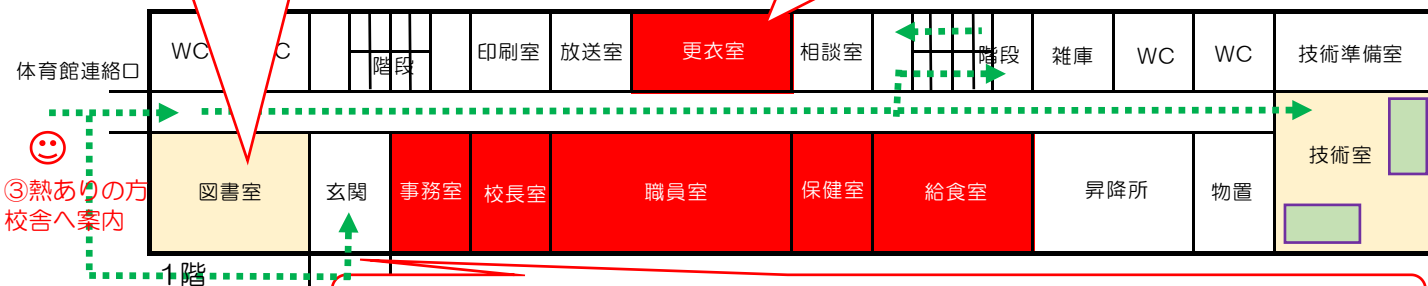 WC
C
階段
印刷室
放送室
更衣室
相談室
階段
雑庫
WC
WC
技術準備室
体育館連絡口
③熱ありの方
校舎へ案内
図書室
玄関
事務室
校長室
職員室
保健室
給食室
昇降所
物置
技術室
1階